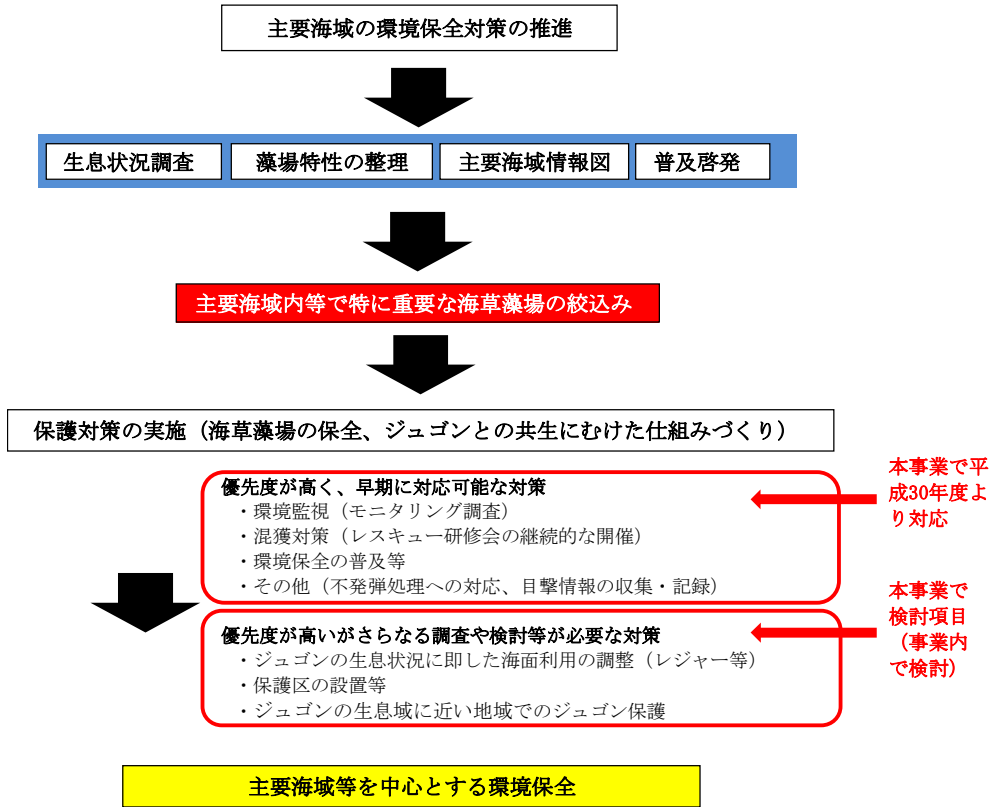 主要海域の環境保全対策の推進
生息状況調査
藻場特性の整理
主要海域情報図
普及啓発
主要海域内等で特に重要な海草藻場の絞込み
保護対策の実施（海草藻場の保全、ジュゴンとの共生にむけた仕組みづくり）
優先度が高く、早期に対応可能な対策
・環境監視（モニタリング調査）
・混獲対策（レスキュー研修会の継続的な開催）
・環境保全の普及等
・その他（不発弾処理への対応、目撃情報の収集・記録）
本事業で平
成30年度よ
り対応
優先度が高いがさらなる調査や検討等が必要な対策
・ジュゴンの生息状況に即した海面利用の調整（レジャー等）
・保護区の設置等
・ジュゴンの生息域に近い地域でのジュゴン保護
本事業で
検討項目
（事業内
で検討）
主要海域等を中心とする環境保全